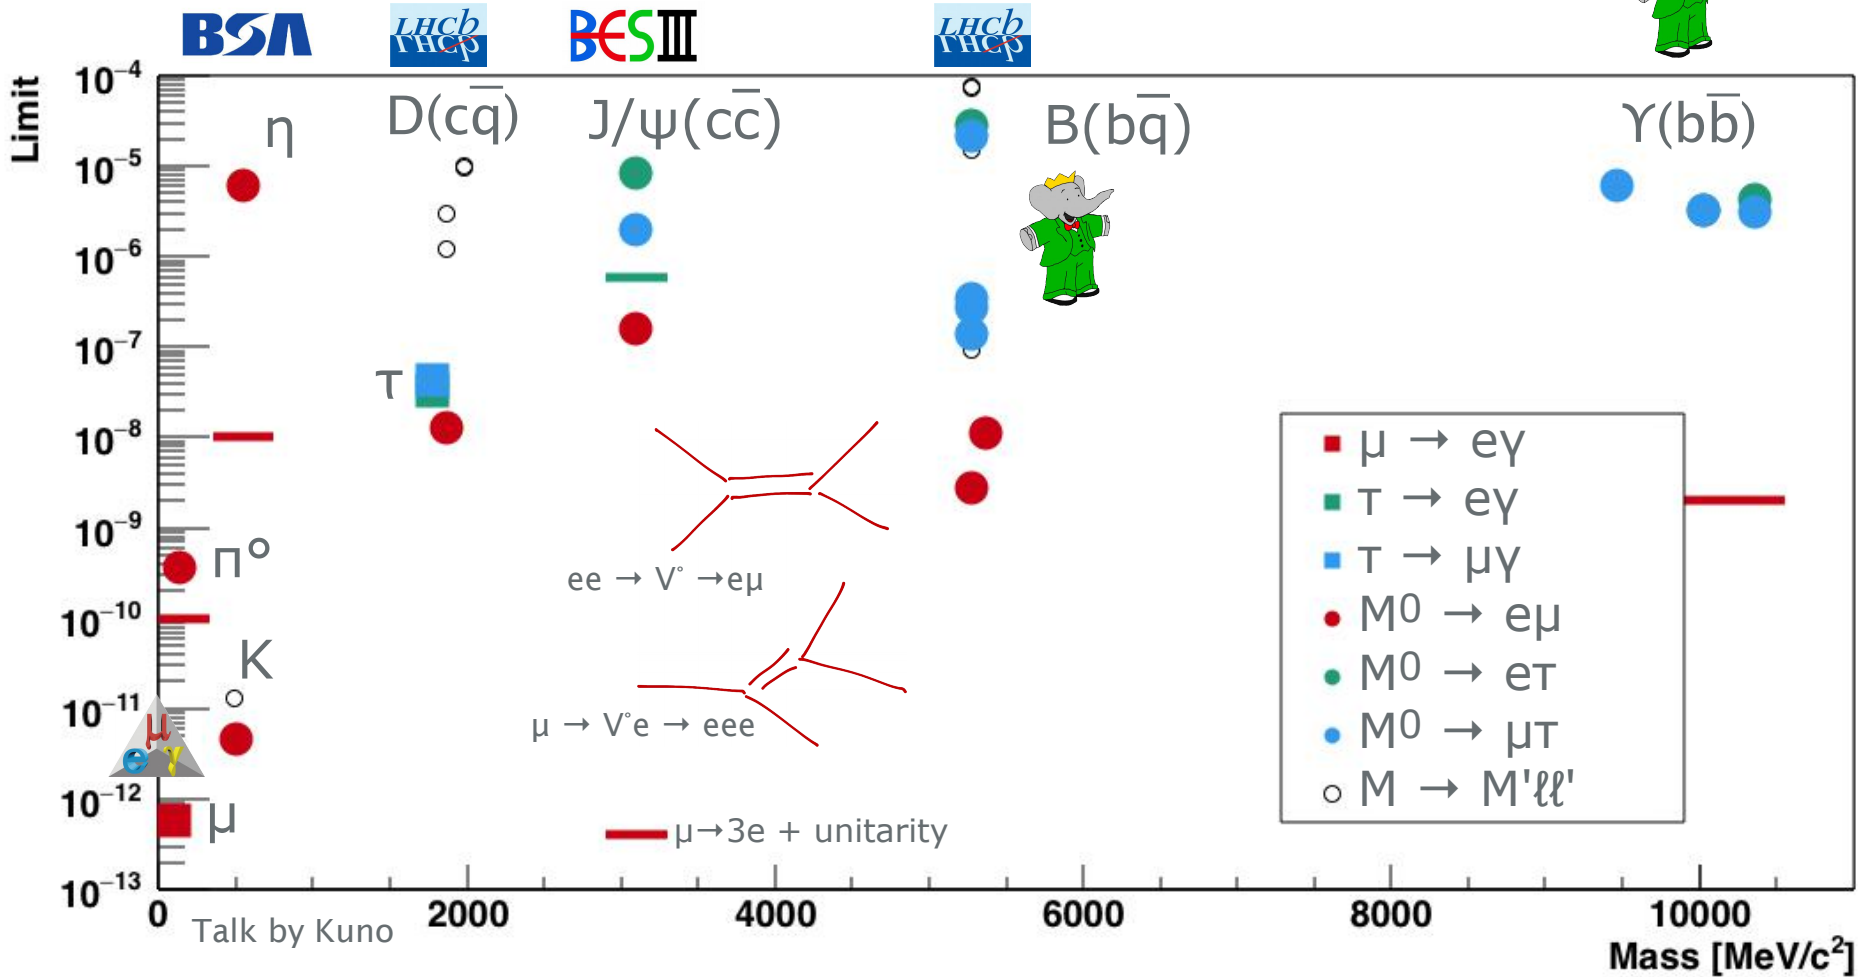 BSM
LHCb
BESIII
LHCb
Limit
10⁻⁴
10⁻⁵
10⁻⁶
10⁻⁷
10⁻⁸
10⁻⁹
10⁻¹⁰
10⁻¹¹
10⁻¹²
10⁻¹³
η
D(cq̅)
J/ψ(cc̅)
B(bq̅)
ϒ(bb̅)
τ
π°
K
μ
e γ
μ
ee → V° →eμ
μ → V°e → eee
μ→3e + unitarity
μ → eγ
τ → eγ
τ → μγ
M⁰ → eμ
M⁰ → eτ
M⁰ → μτ
M → M'ℓℓ'
0 2000 4000 6000 8000 10000
Talk by Kuno
Mass [MeV/c²]